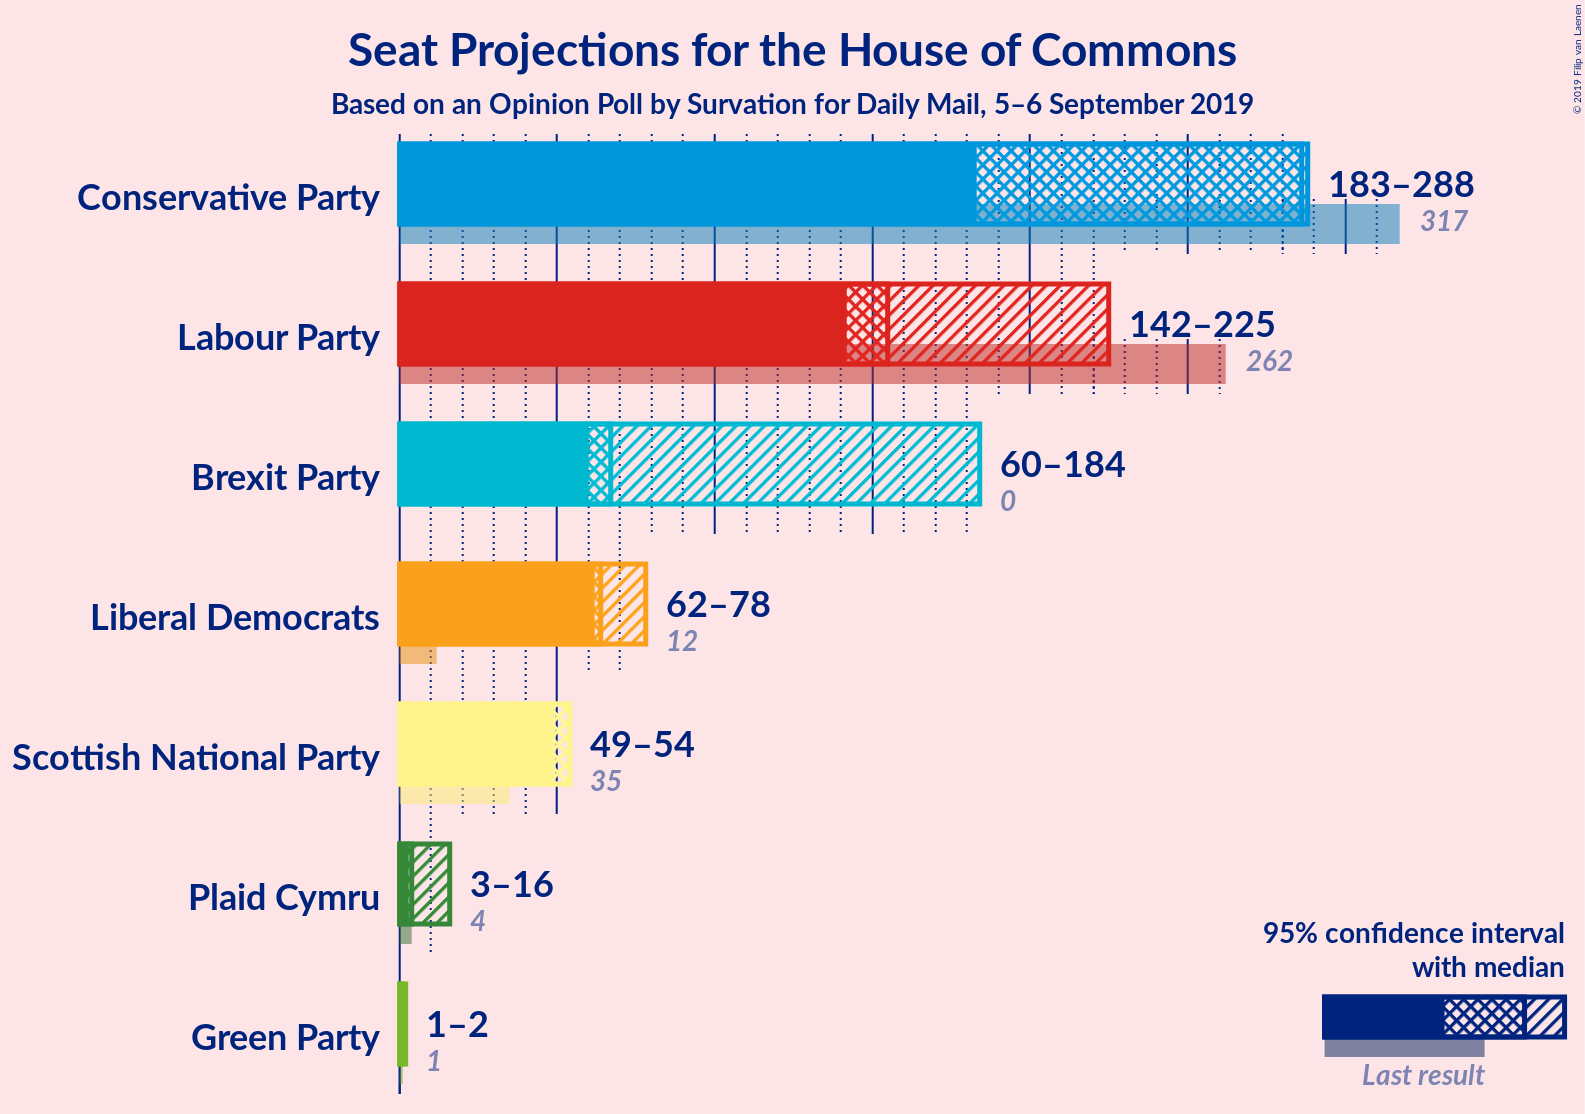 Seat Projections for the House of Commons
Based on an Opinion Poll by Survation for Daily Mail, 5–6 September 2019
© 2019 Filip van Laenen
Conservative Party
183–288
317
Labour Party
142–225
262
Brexit Party
60–184
0
Liberal Democrats
62–78
12
Scottish National Party
49–54
35
Plaid Cymru
3–16
4
Green Party
1–2
1
95% confidence interval
with median
Last result